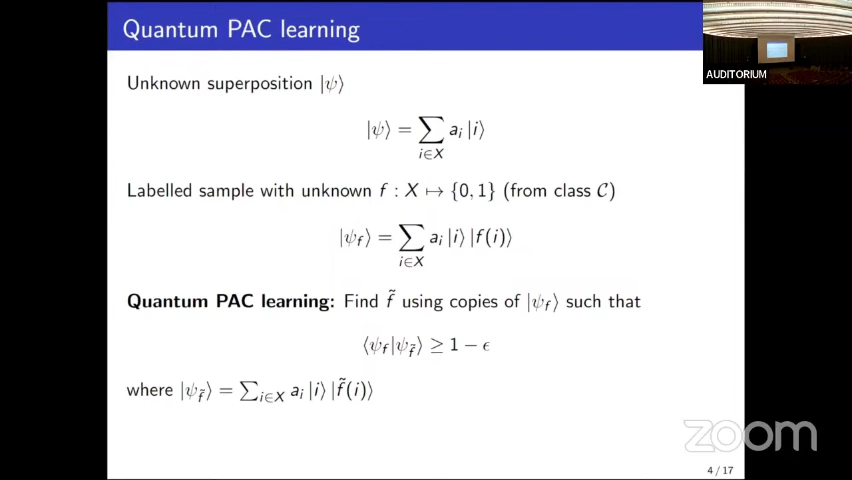 Quantum PAC learning
AUDITORIUM
Unknown superposition |ψ⟩
|ψ⟩ = ∑_{i∈X} a_i |i⟩
Labelled sample with unknown f : X ↦ {0, 1} (from class 𝒞)
|ψ_f⟩ = ∑_{i∈X} a_i |i⟩ |f(i)⟩
Quantum PAC learning: Find f̃ using copies of |ψ_f⟩ such that
⟨ψ_f|ψ_f̃⟩ ≥ 1 − ϵ
where |ψ_f̃⟩ = ∑_{i∈X} a_i |i⟩ |f̃(i)⟩
zoom
4 / 17